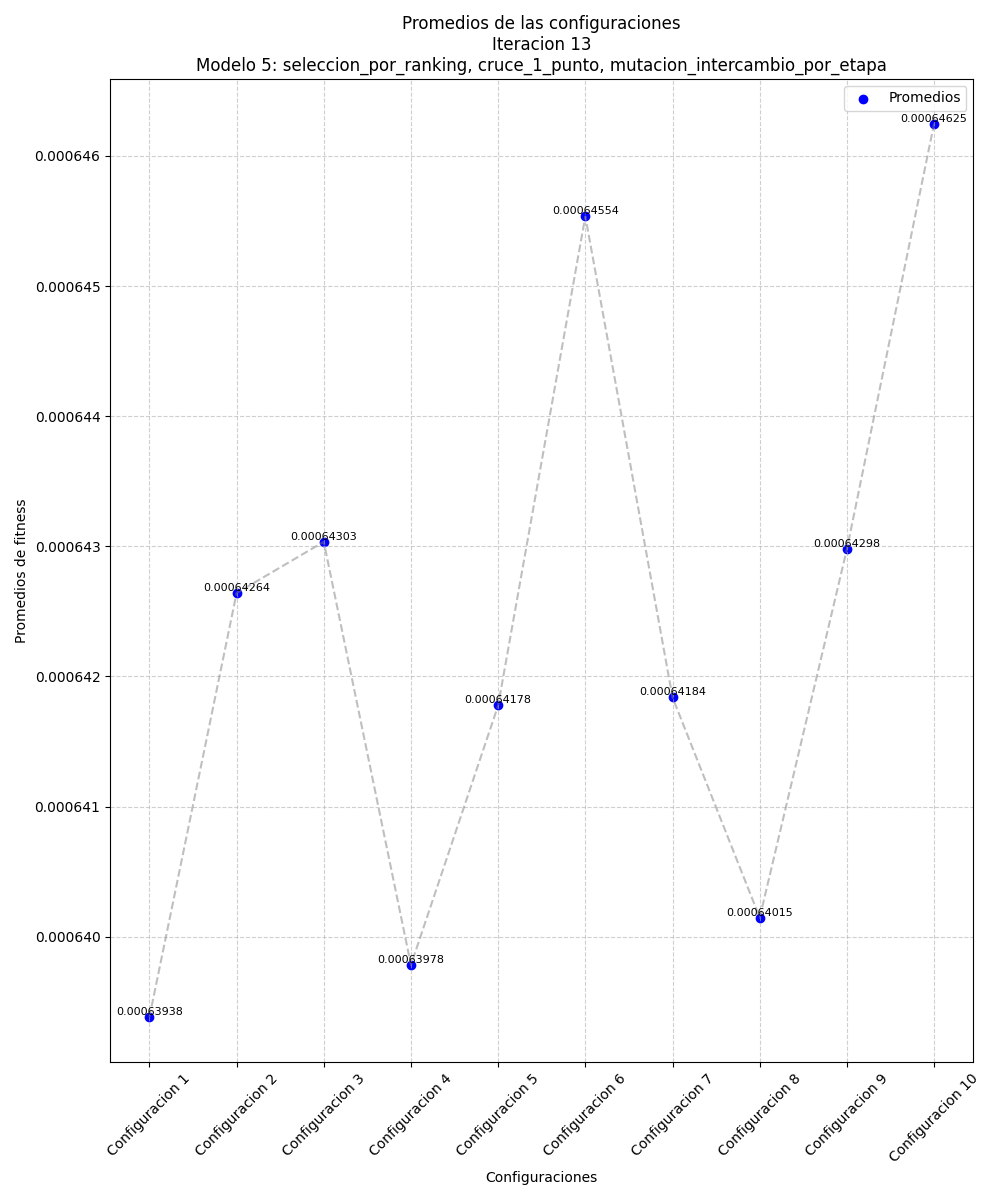 Promedios de las configuraciones
Iteracion 13
Modelo 5: seleccion_por_ranking, cruce_1_punto, mutacion_intercambio_por_etapa
Promedios
0.00064625
0.000646
0.00064554
0.000645
0.000644
0.00064303
0.00064298
0.000643
0.00064264
0.000642
0.00064184
0.00064178
0.000641
0.00064015
0.000640
0.00063978
0.00063938
Promedios de fitness
Configuracion 1
Configuracion 2
Configuracion 3
Configuracion 4
Configuracion 5
Configuracion 6
Configuracion 7
Configuracion 8
Configuracion 9
Configuracion 10
Configuraciones